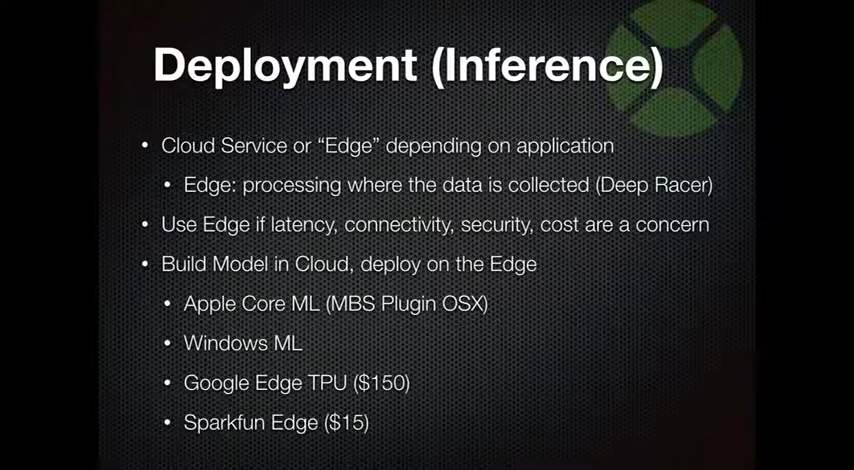 Deployment (Inference)
• Cloud Service or “Edge” depending on application
• Edge: processing where the data is collected (Deep Racer)
• Use Edge if latency, connectivity, security, cost are a concern
• Build Model in Cloud, deploy on the Edge
• Apple Core ML (MBS Plugin OSX)
• Windows ML
• Google Edge TPU ($150)
• Sparkfun Edge ($15)